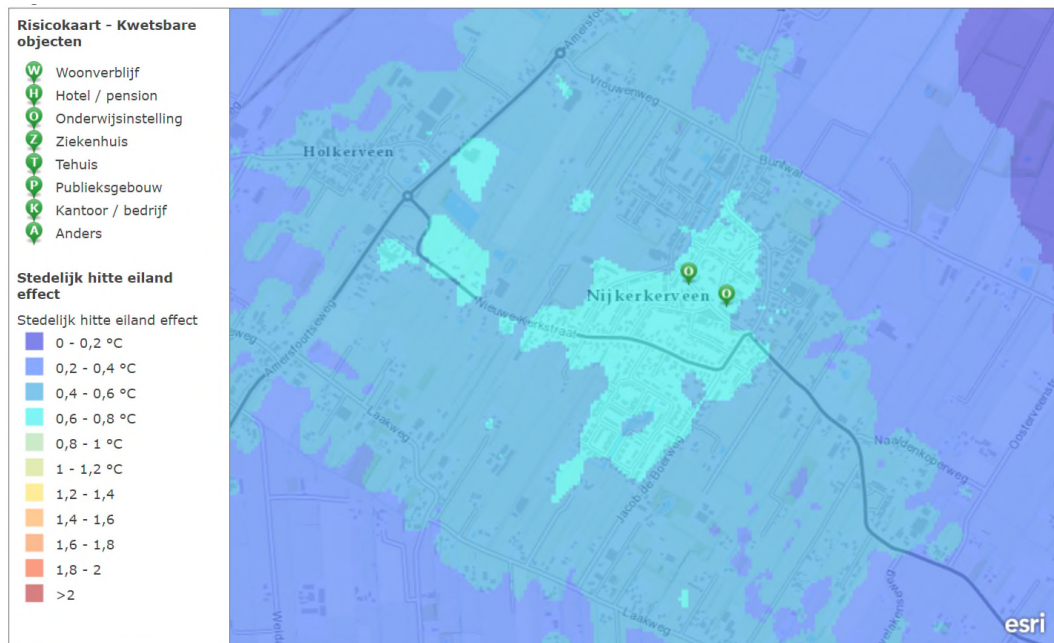 Risicokaart - Kwetsbare
objecten
W Woonverblijf
H Hotel / pension
O Onderwijsinstelling
Z Ziekenhuis
T Tehuis
P Publieksgebouw
K Kantoor / bedrijf
A Anders
Stedelijk hitte eiland
effect
Stedelijk hitte eiland effect
0 - 0,2 °C
0,2 - 0,4 °C
0,4 - 0,6 °C
0,6 - 0,8 °C
0,8 - 1 °C
1 - 1,2 °C
1,2 - 1,4
1,4 - 1,6
1,6 - 1,8
1,8 - 2
>2
Vrouwenweg
Holkerveen
Buntwal
O
O
Nijkerkerveen
Nieuwe Kerkstraat
Amersfoortseweg
Laakweg
Naaldenkoperweg
Jacob de Boerweg
Laakweg
esri